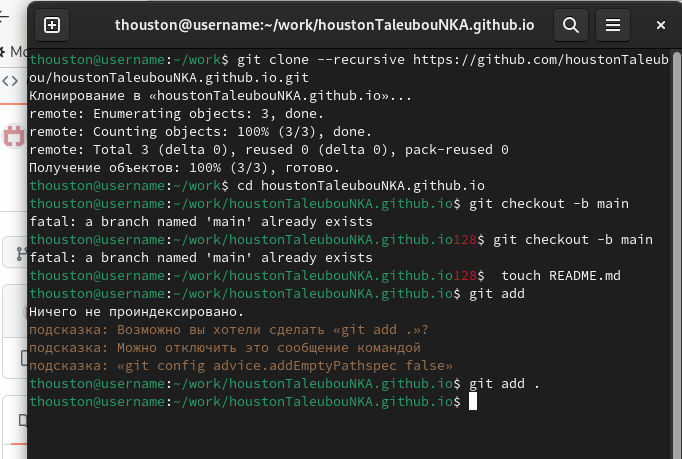 thouston@username:~/work/houstonTaleubouNKA.github.io
Mo
thouston@username:~/work$ git clone --recursive https://github.com/houstonTaleub
ou/houstonTaleubouNKA.github.io.git
Клонирование в «houstonTaleubouNKA.github.io»...
remote: Enumerating objects: 3, done.
remote: Counting objects: 100% (3/3), done.
remote: Total 3 (delta 0), reused 0 (delta 0), pack-reused 0
Получение объектов: 100% (3/3), готово.
thouston@username:~/work$ cd houstonTaleubouNKA.github.io
thouston@username:~/work/houstonTaleubouNKA.github.io$ git checkout -b main
fatal: a branch named 'main' already exists
thouston@username:~/work/houstonTaleubouNKA.github.io128$ git checkout -b main
fatal: a branch named 'main' already exists
thouston@username:~/work/houstonTaleubouNKA.github.io128$  touch README.md
thouston@username:~/work/houstonTaleubouNKA.github.io$ git add
Ничего не проиндексировано.
подсказка: Возможно вы хотели сделать «git add .»?
подсказка: Можно отключить это сообщение командой
подсказка: «git config advice.addEmptyPathspec false»
thouston@username:~/work/houstonTaleubouNKA.github.io$ git add .
thouston@username:~/work/houstonTaleubouNKA.github.io$